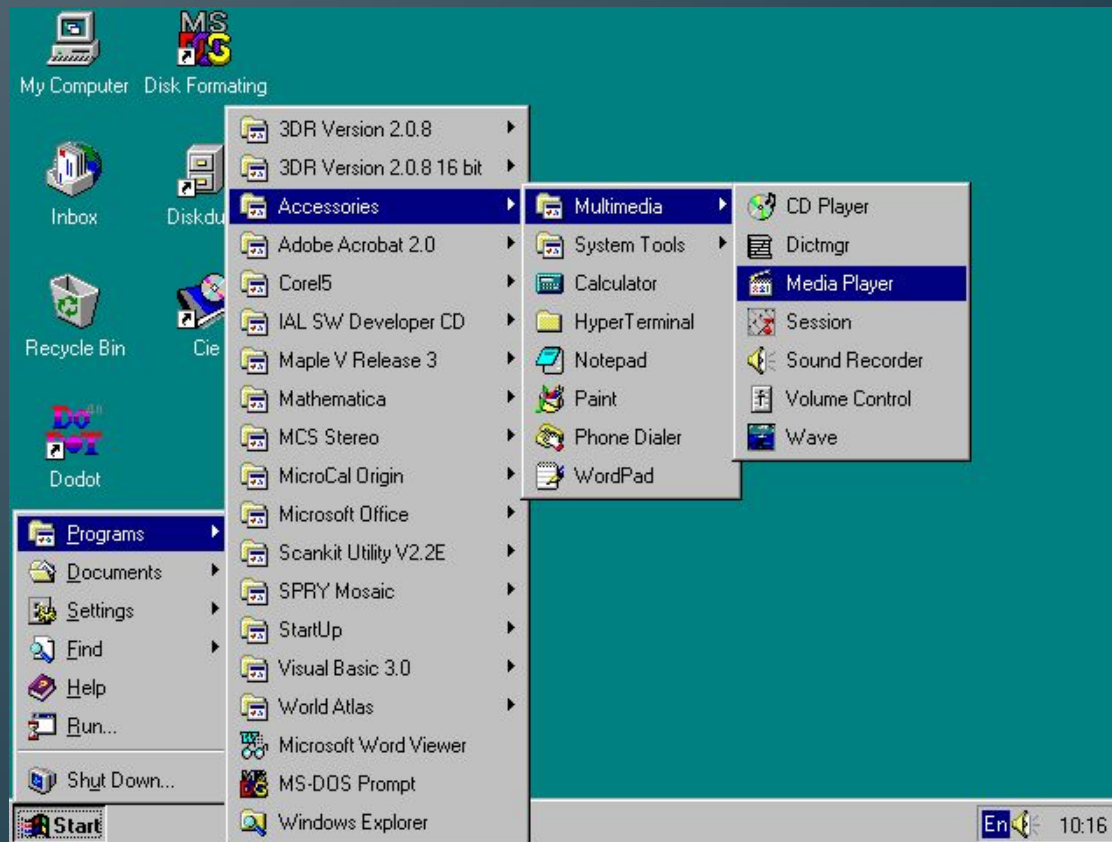 MS
DOS
My Computer
Disk Formating
Inbox
Diskdu
Recycle Bin
Cie
Do
DOT
Dodot
Programs
Documents
Settings
Find
Help
Run...
Shut Down...
3DR Version 2.0.8
3DR Version 2.0.8 16 bit
Accessories
Adobe Acrobat 2.0
Corel5
IAL SW Developer CD
Maple V Release 3
Mathematica
MCS Stereo
MicroCal Origin
Microsoft Office
Scankit Utility V2.2E
SPRY Mosaic
StartUp
Visual Basic 3.0
World Atlas
Microsoft Word Viewer
MS-DOS Prompt
Windows Explorer
Multimedia
System Tools
Calculator
HyperTerminal
Notepad
Paint
Phone Dialer
WordPad
CD Player
Dictmgr
Media Player
Session
Sound Recorder
Volume Control
Wave
Start
En
10:16